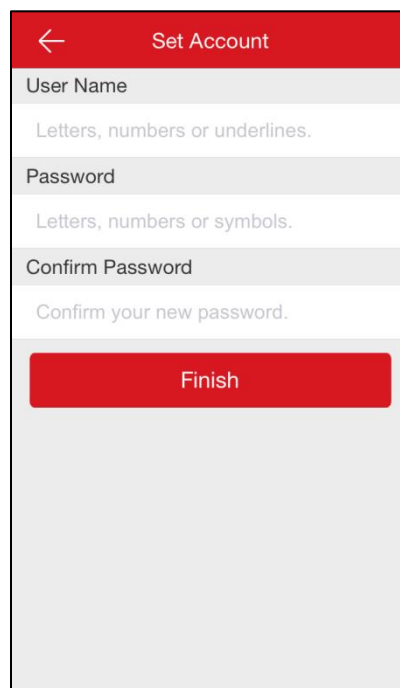 Set Account
User Name
Letters, numbers or underlines.
Password
Letters, numbers or symbols.
Confirm Password
Confirm your new password.
Finish